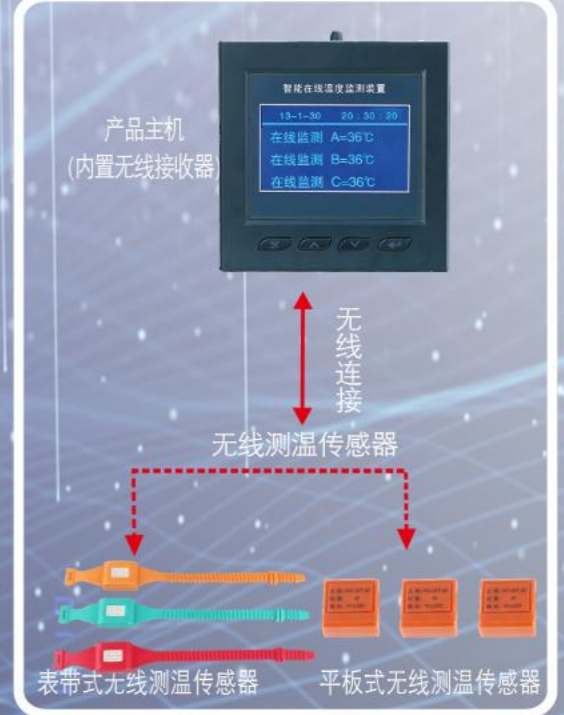 智能在线温度监测装置
13-1-30 20:30:20
在线监测 A=36℃
在线监测 B=36℃
在线监测 C=36℃
产品主机
(内置无线接收器)
无线连接
无线测温传感器
表带式无线测温传感器
平板式无线测温传感器